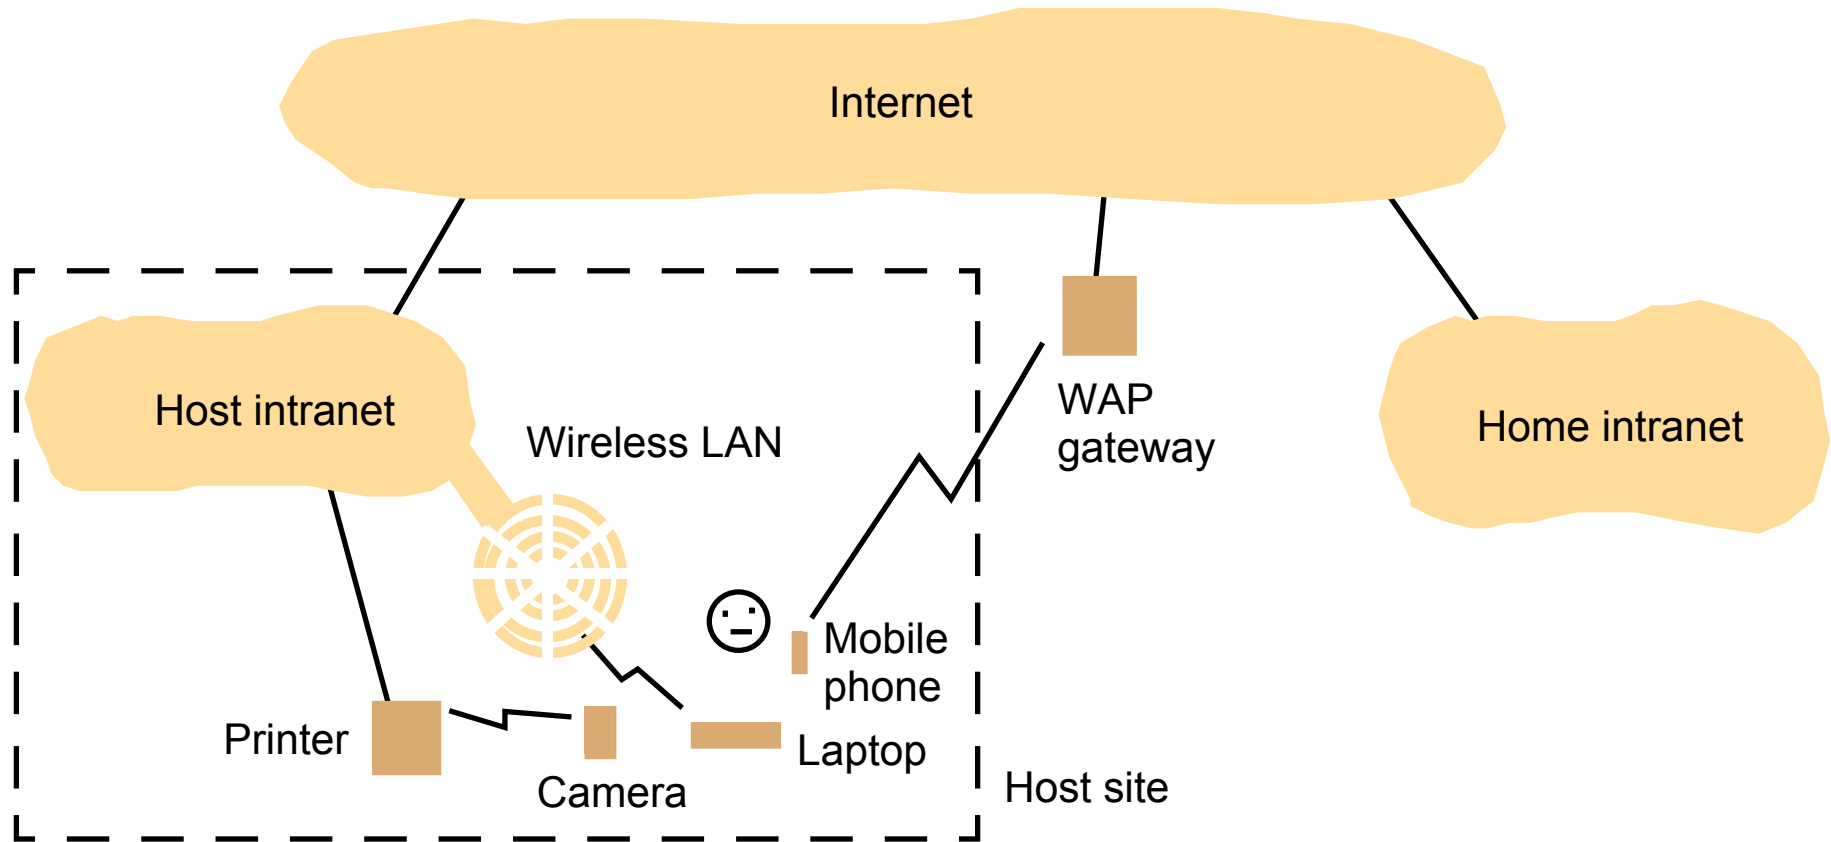 Internet
Host intranet
Wireless LAN
WAP
gateway
Home intranet
Mobile
phone
Printer
Laptop
Camera
Host site